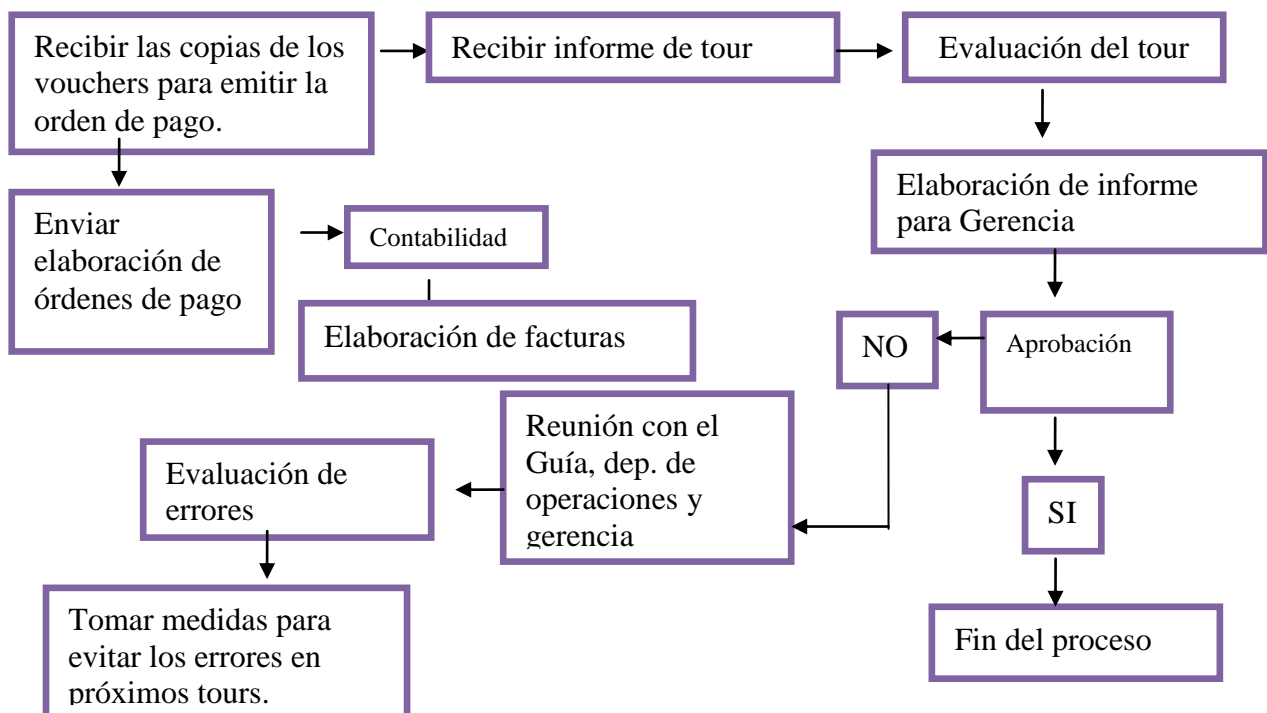 Recibir las copias de los
vouchers para emitir la
orden de pago.
Recibir informe de tour
Evaluación del tour
Enviar
elaboración de
órdenes de pago
Contabilidad
Elaboración de informe
para Gerencia
Elaboración de facturas
NO
Aprobación
Reunión con el
Guía, dep. de
operaciones y
gerencia
Evaluación de
errores
SI
Tomar medidas para
evitar los errores en
próximos tours.
Fin del proceso